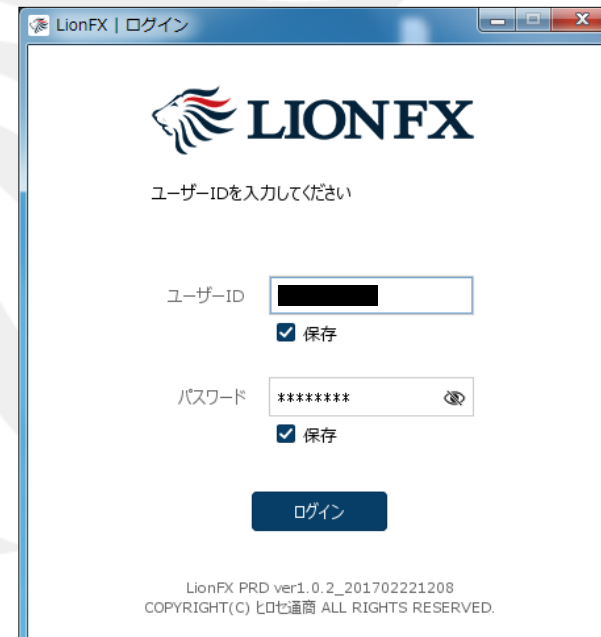 LionFX | ログイン
LION FX
ユーザーIDを入力してください
ユーザーID
保存
パスワード ********
保存
ログイン
LionFX PRD ver1.0.2_201702221208
COPYRIGHT(C) ヒロセ通商 ALL RIGHTS RESERVED.